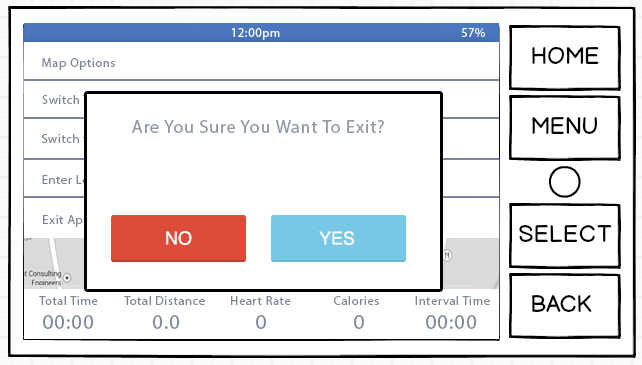 12:00pm 57%
Map Options
Switch
Switch
Enter
Exit Ap
Are You Sure You Want To Exit?
NO YES
Consulting
Engineers
Total Time Total Distance Heart Rate Calories Interval Time
00:00 0.0 0 0 00:00
HOME
MENU
SELECT
BACK